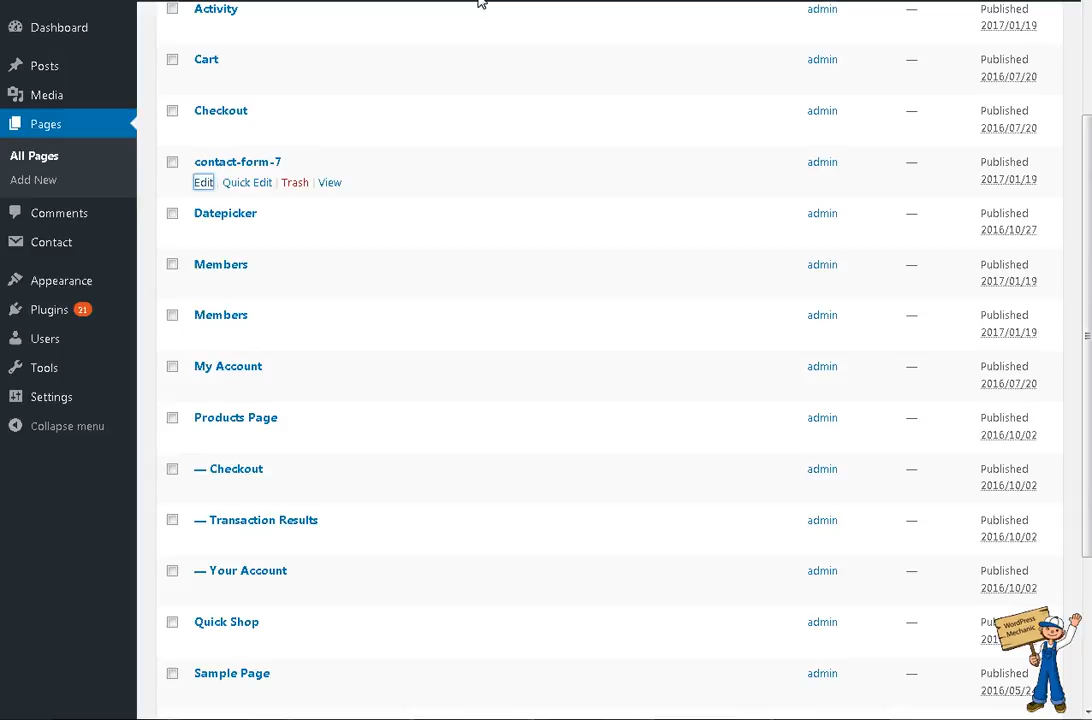 Dashboard
Posts
Media
Pages
All Pages
Add New
Comments
Contact
Appearance
Plugins 21
Users
Tools
Settings
Collapse menu
Activity admin — Published
2017/01/19
Cart admin — Published
2016/07/20
Checkout admin — Published
2016/07/20
contact-form-7 admin — Published
Edit | Quick Edit | Trash | View 2017/01/19
Datepicker admin — Published
2016/10/27
Members admin — Published
2017/01/19
Members admin — Published
2017/01/19
My Account admin — Published
2016/07/20
Products Page admin — Published
2016/10/02
— Checkout admin — Published
2016/10/02
— Transaction Results admin — Published
2016/10/02
— Your Account admin — Published
2016/10/02
Quick Shop admin —
Sample Page admin — Published
WordPress
Mechanic